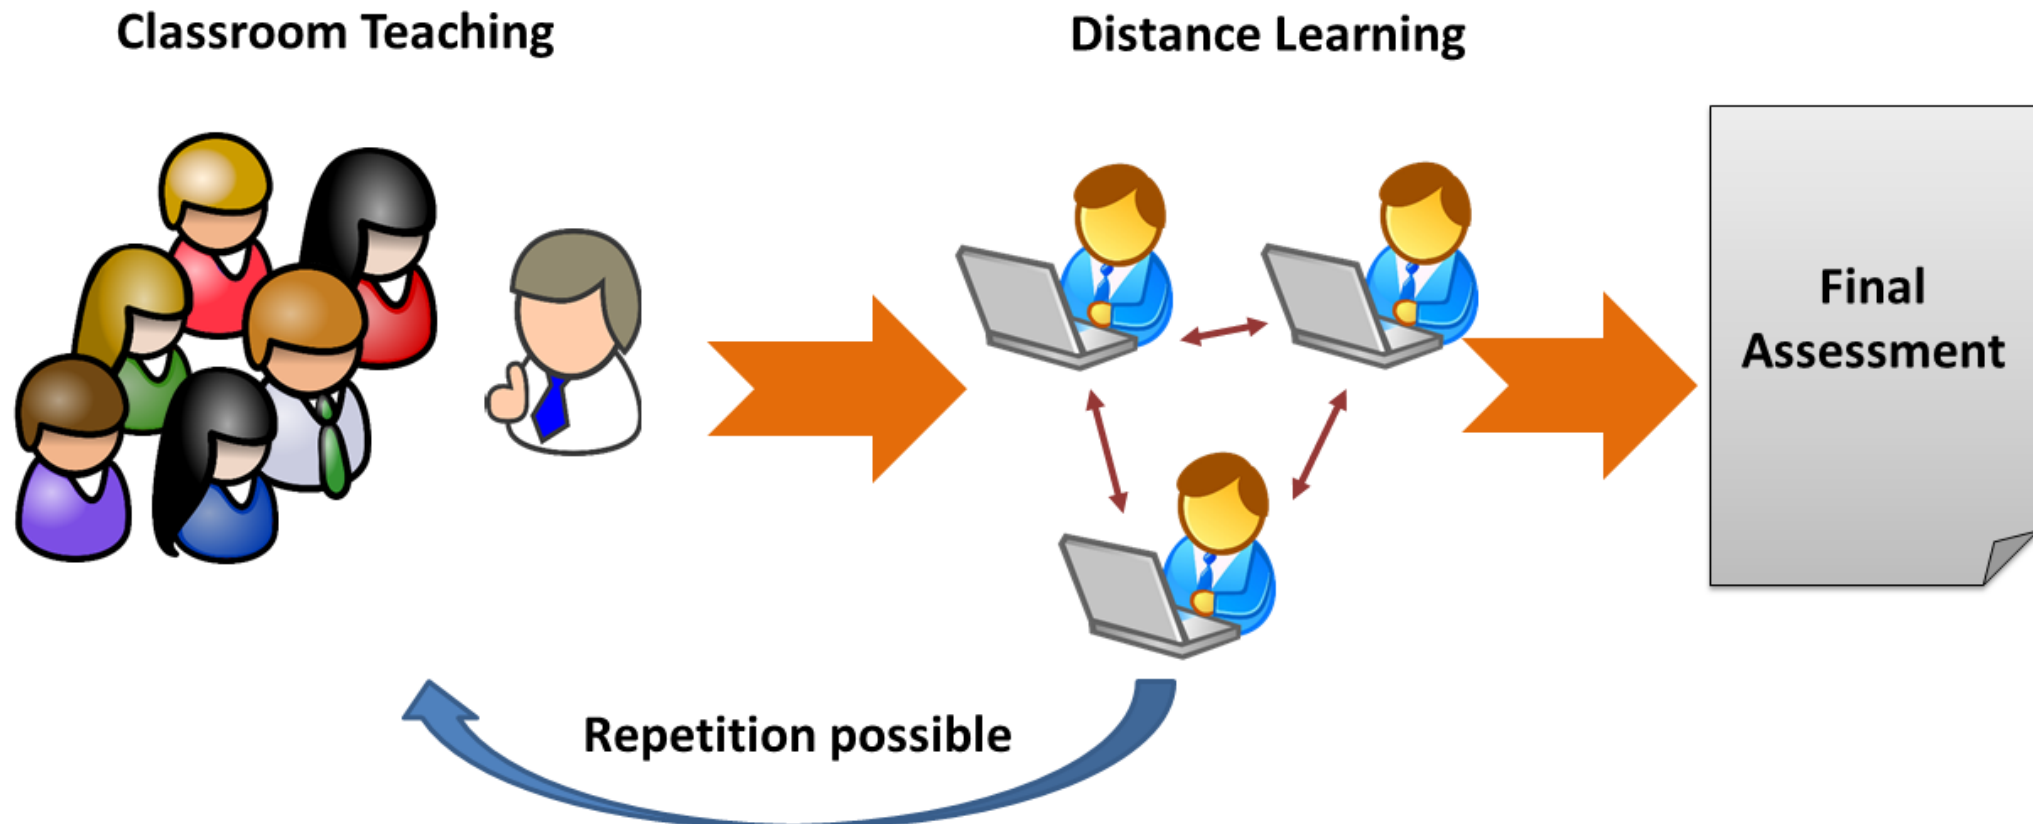 Classroom Teaching
Distance Learning
Final
Assessment
Repetition possible